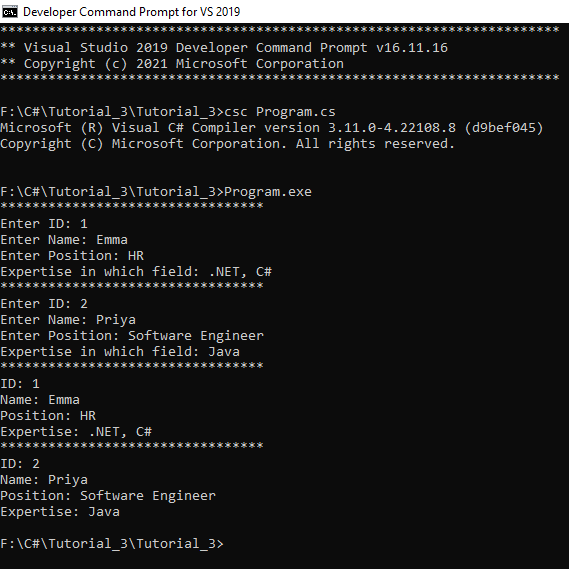 Developer Command Prompt for VS 2019
**********************************************************************
** Visual Studio 2019 Developer Command Prompt v16.11.16
** Copyright (c) 2021 Microsoft Corporation
**********************************************************************
F:\C#\Tutorial_3\Tutorial_3>csc Program.cs
Microsoft (R) Visual C# Compiler version 3.11.0-4.22108.8 (d9bef045)
Copyright (C) Microsoft Corporation. All rights reserved.
F:\C#\Tutorial_3\Tutorial_3>Program.exe
*********************************
Enter ID: 1
Enter Name: Emma
Enter Position: HR
Expertise in which field: .NET, C#
*********************************
Enter ID: 2
Enter Name: Priya
Enter Position: Software Engineer
Expertise in which field: Java
*********************************
ID: 1
Name: Emma
Position: HR
Expertise: .NET, C#
*********************************
ID: 2
Name: Priya
Position: Software Engineer
Expertise: Java
F:\C#\Tutorial_3\Tutorial_3>